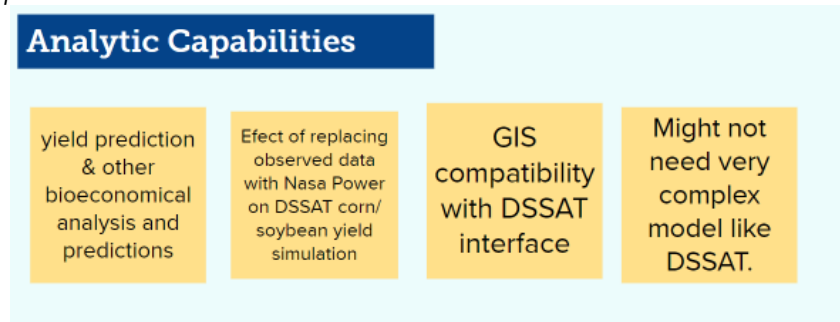 Analytic Capabilities
yield prediction
& other
bioeconomical
analysis and
predictions
Efect of replacing
observed data
with Nasa Power
on DSSAT corn/
soybean yield
simulation
GIS
compatibility
with DSSAT
interface
Might not
need very
complex
model like
DSSAT.